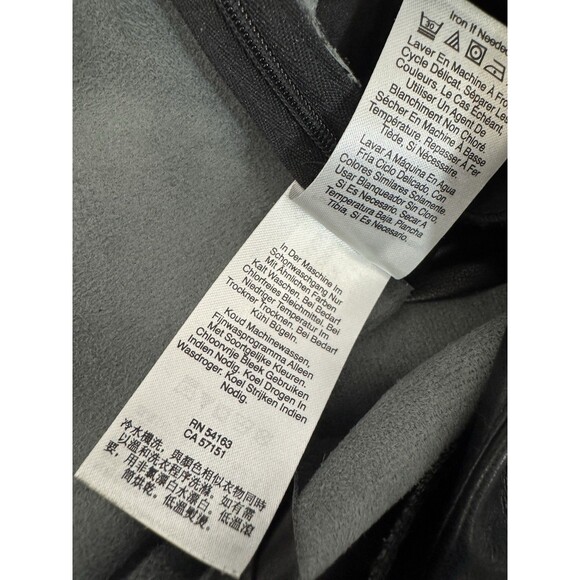 Iron If Needed
30
Laver En Machine À Fro
Cycle Délicat. Séparer Les
Couleurs. Le Cas Échéant,
Utiliser Un Agent De
Blanchiment Non Chloré.
Sécher En Machine À Basse
Température. Repasser À Fer
Tiède, Si Nécessaire.
Lavar A Máquina En Agua
Fría Ciclo Delicado. Con
Colores Similares Solamente.
Usar Blanqueador Sin Cloro,
Si Es Necesario. Secar A
Temperatura Baja. Plancha
Tibia, Si Es Necesario.
In Der Maschine Im
Schonwaschgang Nur
Mit Ähnlichen Farben
Kalt Waschen. Bei Bedarf
Chlorfreies Bleichmittel, Bei
Niedriger Temperatur Im
Trockner Trocknen. Bei Bedarf
Kühl Bügeln.
Koud Machinewassen,
Fijnwasprogramma Alleen
Met Soortgelijke Kleuren.
Chloorvrije Bleek Gebruiken
Indien Nodig. Koel Drogen In
Wasdroger. Koel Strijken Indien
Nodig.
RN 54163
CA 57151
冷水機洗，與顏色相似衣物同時
以溫和洗衣程序洗滌。如有需
要，用非氯漂白水漂白。低溫滾
筒烘乾。低溫熨燙。